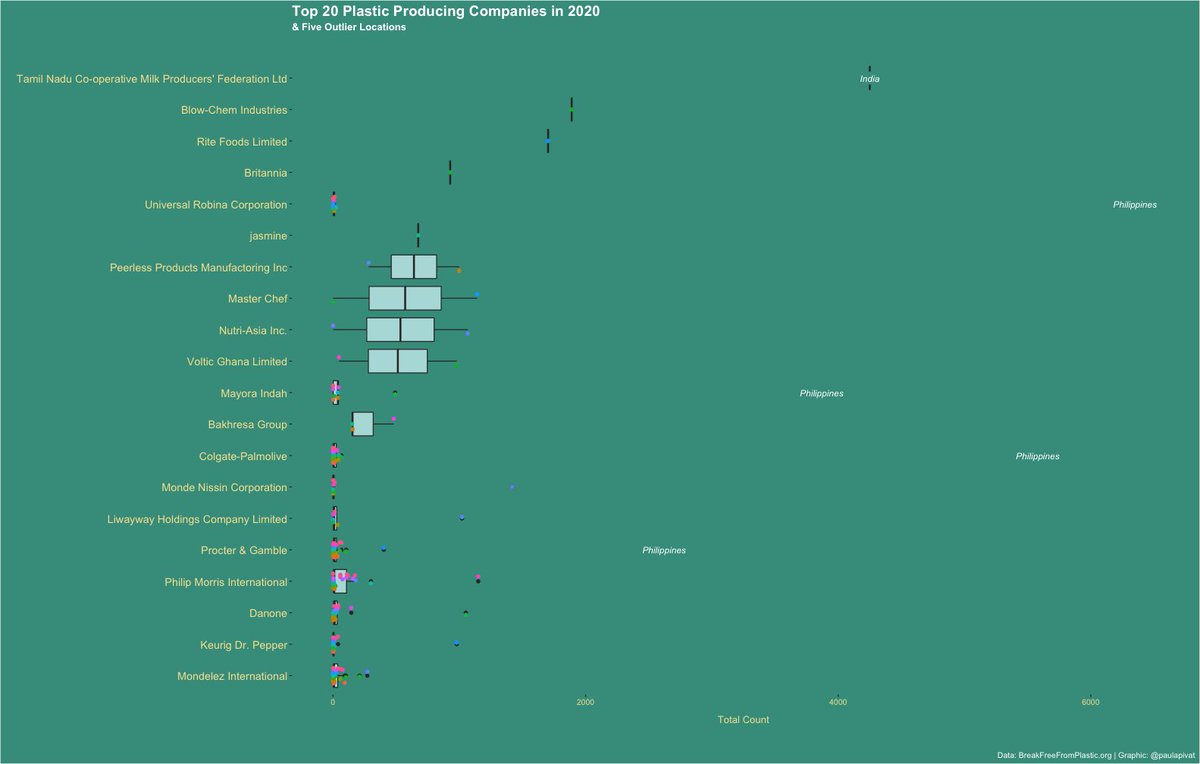 Top 20 Plastic Producing Companies in 2020
& Five Outlier Locations
Tamil Nadu Co-operative Milk Producers' Federation Ltd
India
Blow-Chem Industries
Rite Foods Limited
Britannia
Universal Robina Corporation
Philippines
jasmine
Peerless Products Manufactoring Inc
Master Chef
Nutri-Asia Inc.
Voltic Ghana Limited
Mayora Indah
Philippines
Bakhresa Group
Colgate-Palmolive
Philippines
Monde Nissin Corporation
Liwayway Holdings Company Limited
Procter & Gamble
Philippines
Philip Morris International
Danone
Keurig Dr. Pepper
Mondelez International
0 2000 4000 6000
Total Count
Data: BreakFreeFromPlastic.org | Graphic: @paulapivat